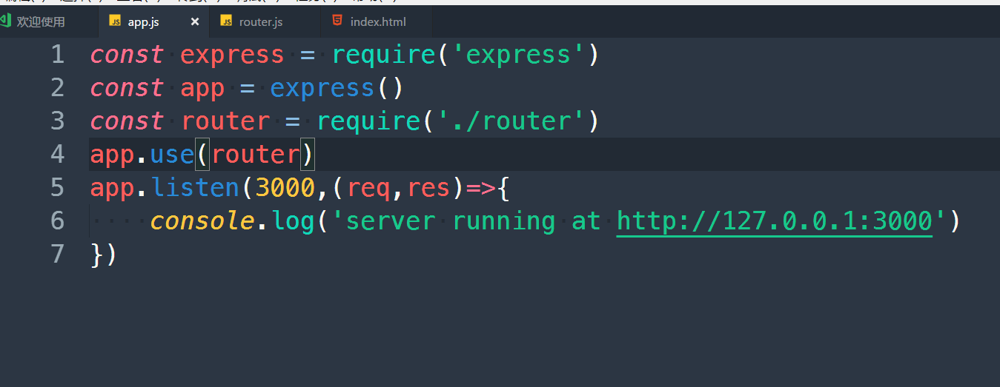 欢迎使用 app.js × router.js index.html
1 const express = require('express')
2 const app = express()
3 const router = require('./router')
4 app.use(router)
5 app.listen(3000,(req,res)=>{
6     console.log('server running at http://127.0.0.1:3000')
7 })